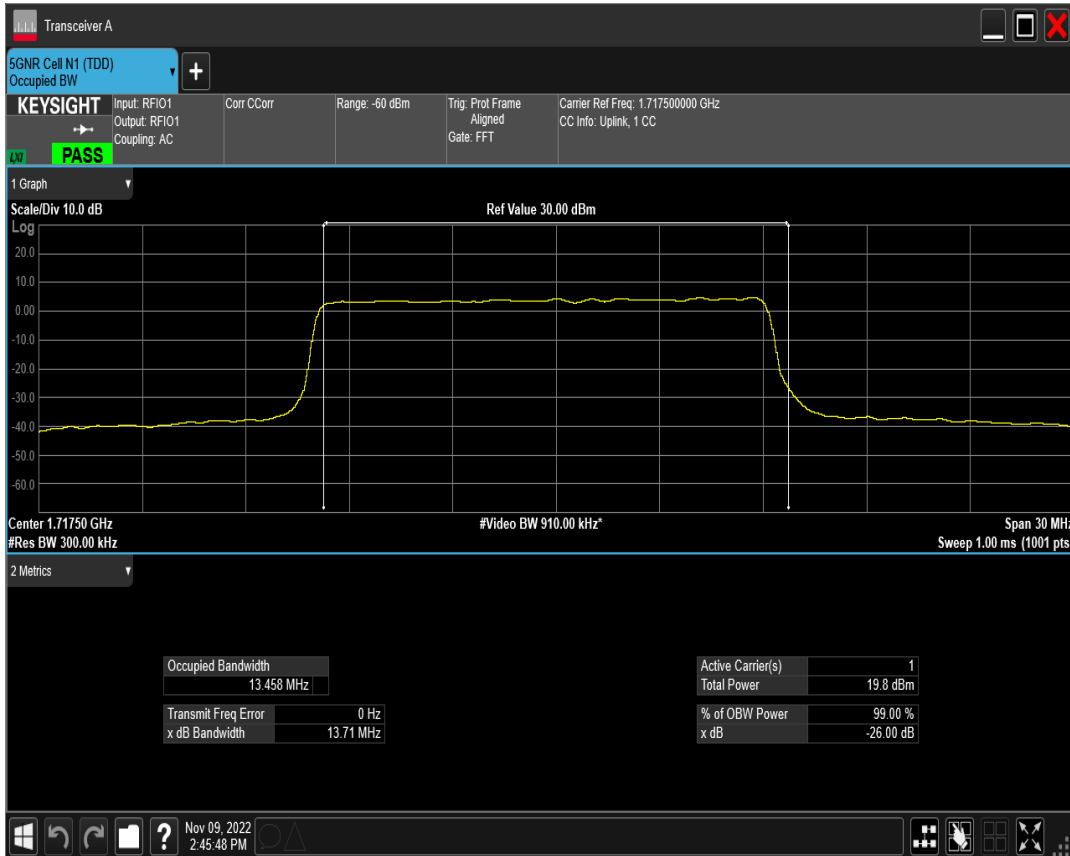 Transceiver A
5GNR Cell N1 (TDD)
Occupied BW
KEYSIGHT
LXI
PASS
Input: RFIO1
Output: RFIO1
Coupling: AC
Corr CCorr
Range: -60 dBm
Trig: Prot Frame
Aligned
Gate: FFT
Carrier Ref Freq: 1.717500000 GHz
CC Info: Uplink, 1 CC
1 Graph
Scale/Div 10.0 dB
Ref Value 30.00 dBm
Log
20.0
10.0
0.00
-10.0
-20.0
-30.0
-40.0
-50.0
-60.0
Center 1.71750 GHz
#Video BW 910.00 kHz*
Span 30 MHz
#Res BW 300.00 kHz
Sweep 1.00 ms (1001 pts
2 Metrics
Occupied Bandwidth
13.458 MHz
Transmit Freq Error 0 Hz
x dB Bandwidth 13.71 MHz
Active Carrier(s) 1
Total Power 19.8 dBm
% of OBW Power 99.00 %
x dB -26.00 dB
?
Nov 09, 2022
2:45:48 PM